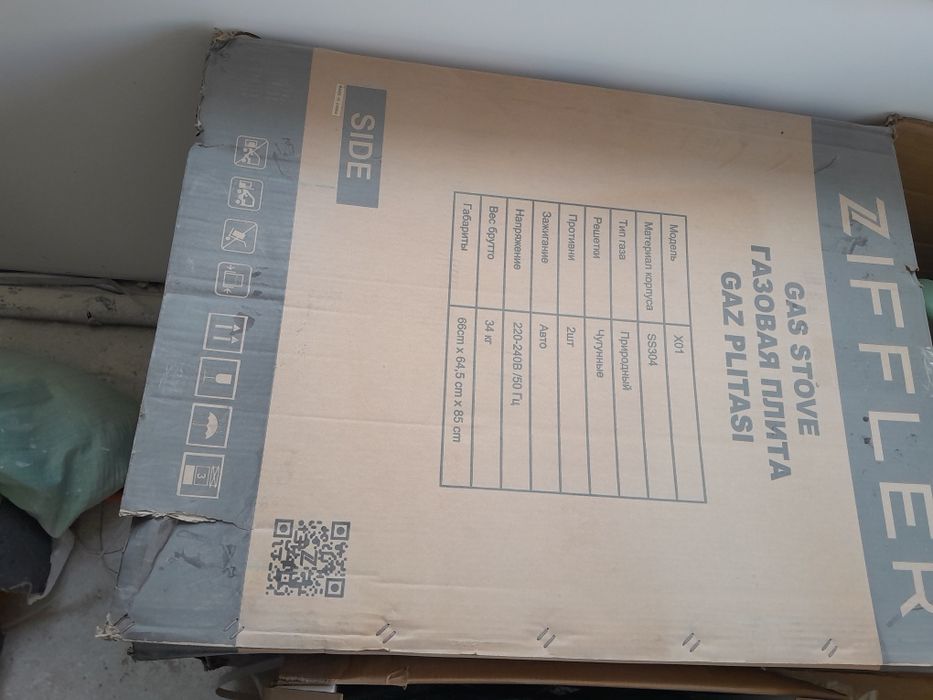 ZIFFLER
GAS STOVE
ГАЗОВАЯ ПЛИТА
GAZ PLITASI
Модель X01
Материал корпуса SS304
Тип газа Природный
Решетки Чугунные
Противни 2шт
Зажигание Авто
Напряжение 220-240В /50 Гц
Вес брутто 34 кг
Габариты 66cm x 64,5 cm x 85 cm
SIDE
3